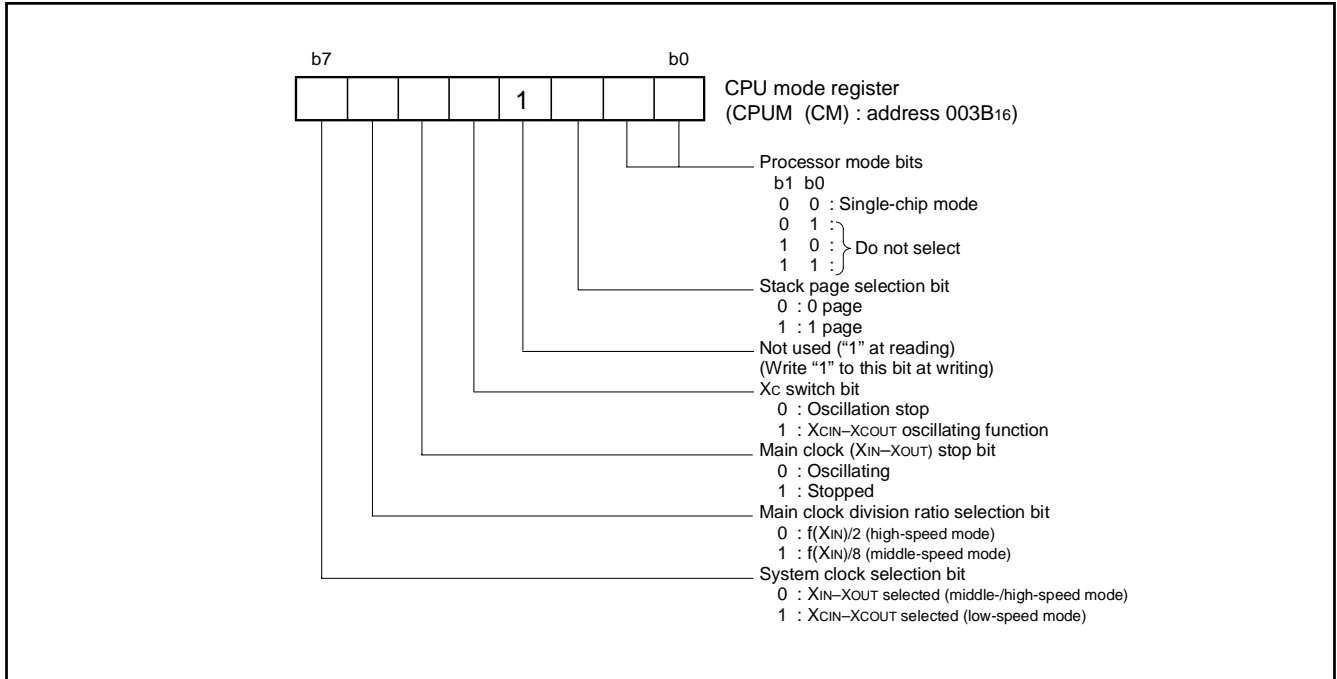 b7 b0
1
CPU mode register
(CPUM (CM) : address 003B16)
Processor mode bits
b1 b0
0 0 : Single-chip mode
0 1 :
1 0 : Do not select
1 1 :
Stack page selection bit
0 : 0 page
1 : 1 page
Not used (“1” at reading)
(Write “1” to this bit at writing)
XC switch bit
0 : Oscillation stop
1 : XCIN–XCOUT oscillating function
Main clock (XIN–XOUT) stop bit
0 : Oscillating
1 : Stopped
Main clock division ratio selection bit
0 : f(XIN)/2 (high-speed mode)
1 : f(XIN)/8 (middle-speed mode)
System clock selection bit
0 : XIN–XOUT selected (middle-/high-speed mode)
1 : XCIN–XCOUT selected (low-speed mode)